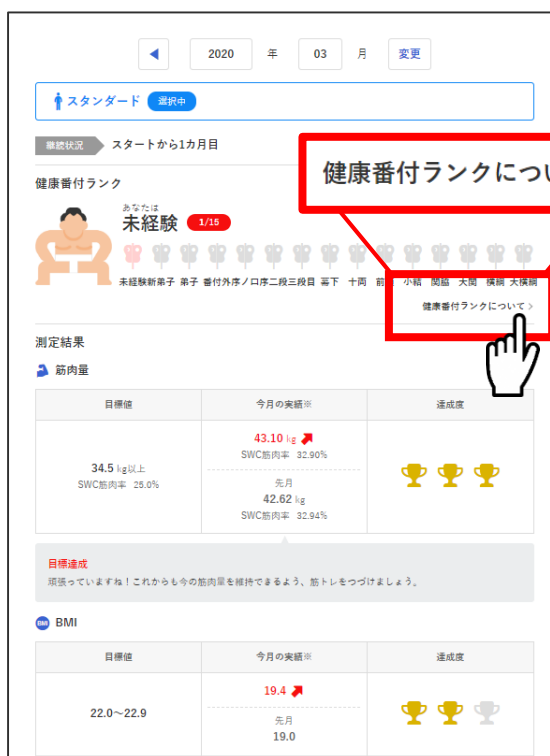 2020 年 03 月 変更
スタンダード 選択中
継続状況 スタートから1カ月目
健康番付ランクについ
健康番付ランク
あなたは
未経験 1/15
未経験 新弟子 弟子 番付外 序ノ口 序二段 三段目 幕下 十両 前 小結 関脇 大関 横綱 大横綱
健康番付ランクについて >
測定結果
筋肉量
目標値 今月の実績※ 達成度
43.10 kg
SWC筋肉率 32.90%
34.5 kg以上
SWC筋肉率 25.0%
先月
42.62 kg
SWC筋肉率 32.94%
目標達成
頑張っていますね！これからも今の筋肉量を維持できるよう、筋トレをつづけましょう。
BMI BMI
目標値 今月の実績※ 達成度
19.4
22.0～22.9
先月
19.0